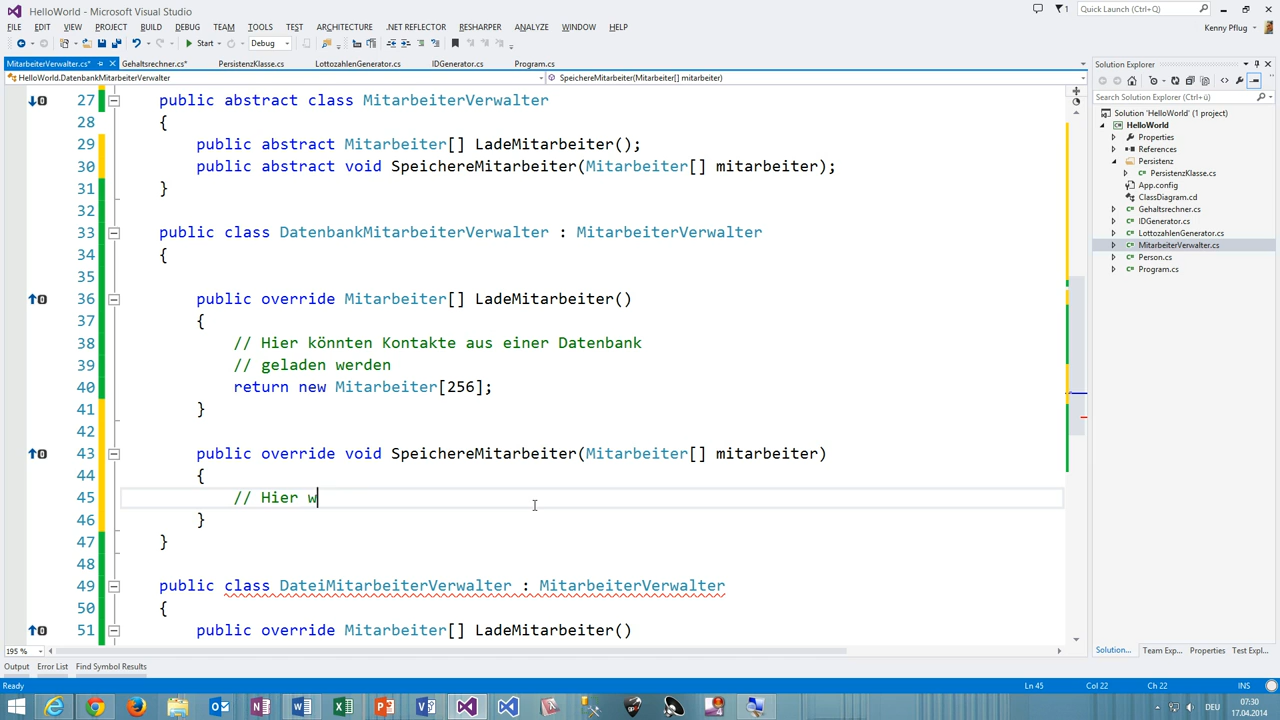 HelloWorld - Microsoft Visual Studio
1
Quick Launch (Ctrl+Q)
FILE EDIT VIEW PROJECT BUILD DEBUG TEAM TOOLS TEST ARCHITECTURE .NET REFLECTOR RESHARPER ANALYZE WINDOW HELP
Kenny Pflug
Start Debug
MitarbeiterVerwalter.cs* Gehaltsrechner.cs* PersistenzKlasse.cs LottozahlenGenerator.cs IDGenerator.cs Program.cs
HelloWorld.DatenbankMitarbeiterVerwalter
SpeichereMitarbeiter(Mitarbeiter[] mitarbeiter)
27 public abstract class MitarbeiterVerwalter
28 {
29 public abstract Mitarbeiter[] LadeMitarbeiter();
30 public abstract void SpeichereMitarbeiter(Mitarbeiter[] mitarbeiter);
31 }
32
33 public class DatenbankMitarbeiterVerwalter : MitarbeiterVerwalter
34 {
35
36 public override Mitarbeiter[] LadeMitarbeiter()
37 {
38 // Hier könnten Kontakte aus einer Datenbank
39 // geladen werden
40 return new Mitarbeiter[256];
41 }
42
43 public override void SpeichereMitarbeiter(Mitarbeiter[] mitarbeiter)
44 {
45 // Hier w
46 }
47 }
48
49 public class DateiMitarbeiterVerwalter : MitarbeiterVerwalter
50 {
51 public override Mitarbeiter[] LadeMitarbeiter()
195 %
Solution Explorer
Search Solution Explorer (Ctrl+ü)
Solution 'HelloWorld' (1 project)
HelloWorld
Properties
References
Persistenz
PersistenzKlasse.cs
App.config
ClassDiagram.cd
Gehaltsrechner.cs
IDGenerator.cs
LottozahlenGenerator.cs
MitarbeiterVerwalter.cs
Person.cs
Program.cs
Solution... Team Exp... Properties Test Expl...
Output Error List Find Symbol Results
Ready
Ln 45 Col 22 Ch 22 INS
DEU
07:30
17.04.2014